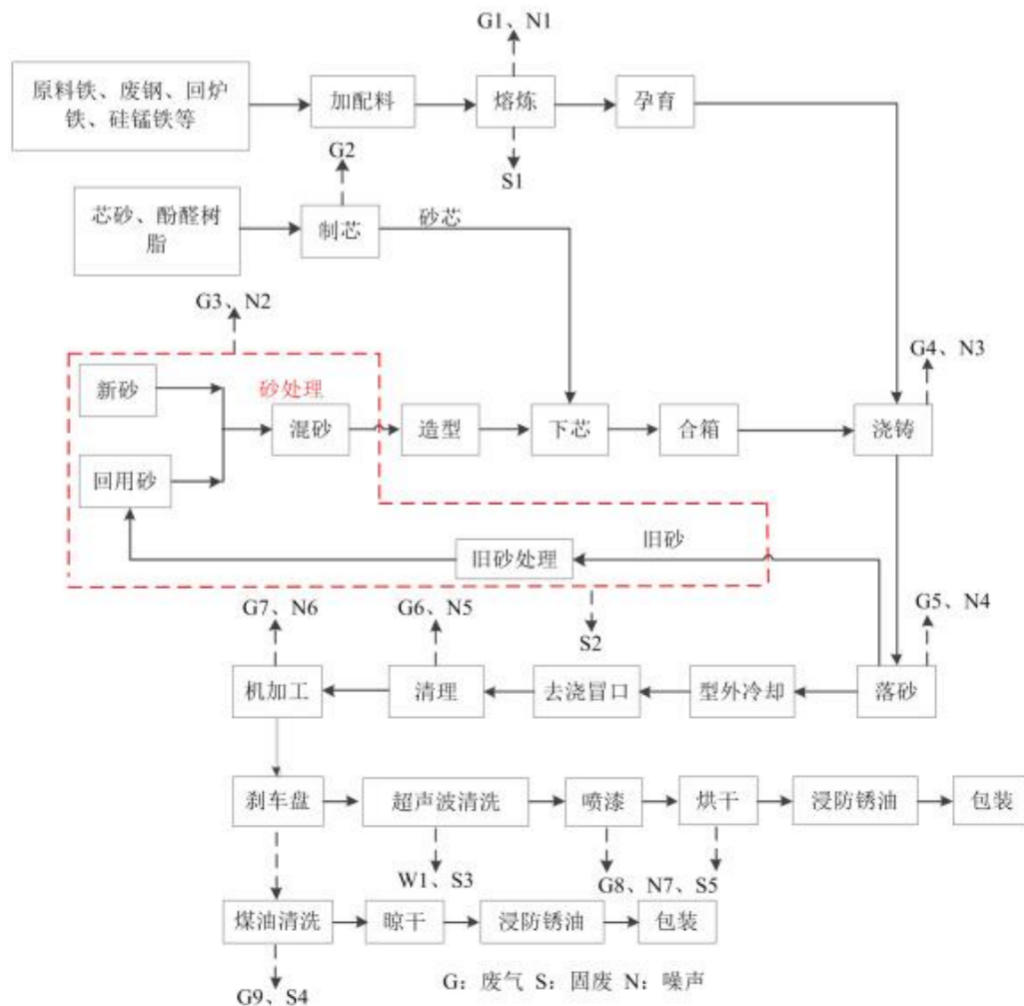 G1、N1
原料铁、废钢、回炉
铁、硅锰铁等
加配料
熔炼
孕育
S1
G2
芯砂、酚醛树
脂
制芯
砂芯
G3、N2
G4、N3
新砂
砂处理
混砂
造型
下芯
合箱
浇铸
回用砂
旧砂
旧砂处理
G7、N6
G6、N5
S2
G5、N4
机加工
清理
去浇冒口
型外冷却
落砂
刹车盘
超声波清洗
喷漆
烘干
浸防锈油
包装
W1、S3
G8、N7、S5
煤油清洗
晾干
浸防锈油
包装
G9、S4
G：废气 S：固废 N：噪声